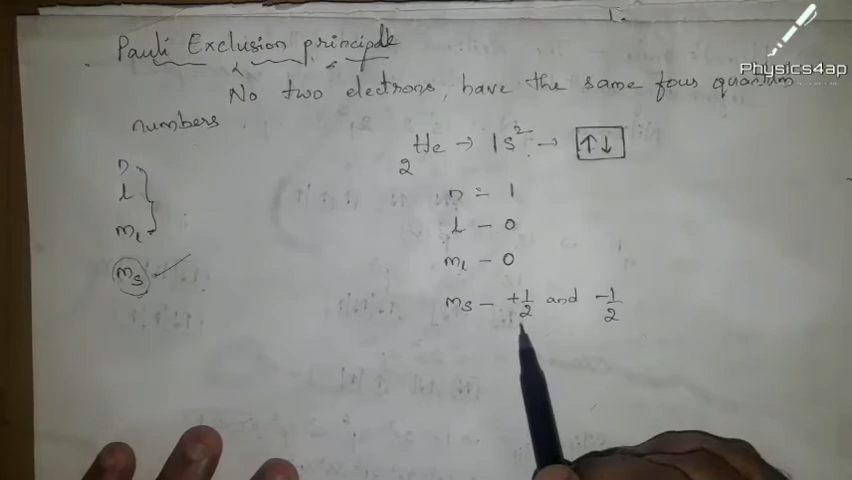 Pauli Exclusion principle
No two electrons, have the same four quantum
numbers
₂He → 1s² → ↑↓
n
l
mₗ
mₛ
n = 1
l - 0
mₗ - 0
mₛ - +1/2 and -1/2
Physics4ap